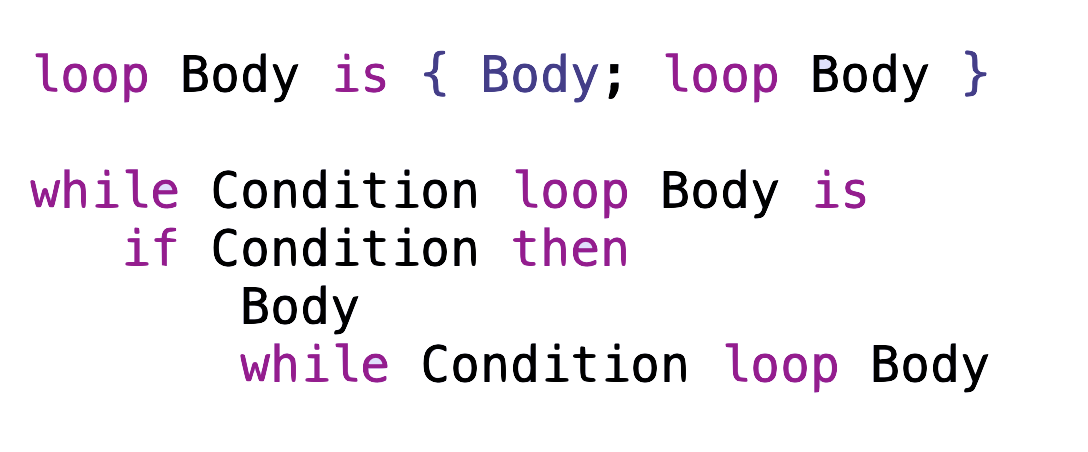 loop Body is { Body; loop Body }
while Condition loop Body is
if Condition then
Body
while Condition loop Body